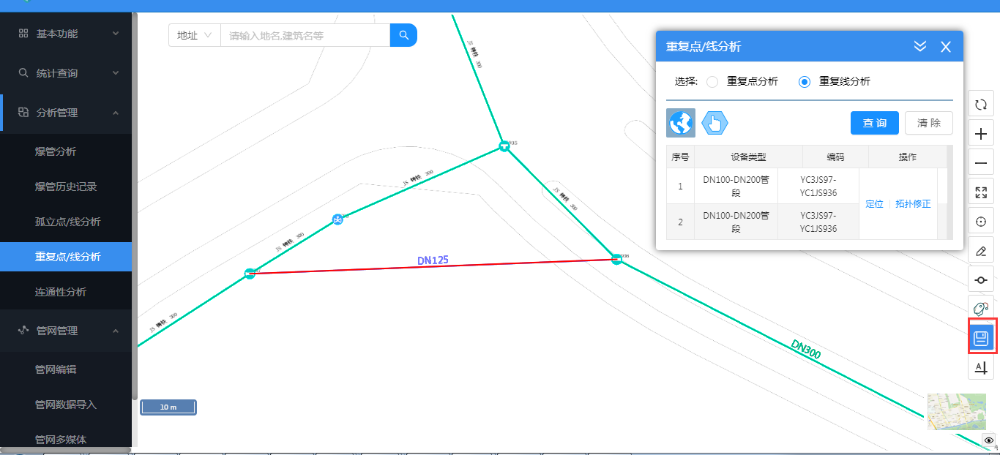 基本功能
统计查询
分析管理
爆管分析
爆管历史记录
孤立点/线分析
重复点/线分析
连通性分析
管网管理
管网编辑
管网数据导入
管网多媒体
地址
请输入地名,建筑名等
JS 铸铁 300
935
JS 铸铁 300
JS 铸铁 300
JS 铸铁 300
936
DN125
JS 铸铁 300
DN300
10 m
重复点/线分析
选择: 重复点分析 重复线分析
查 询 清 除
序号 设备类型 编码 操作
1 DN100-DN200管段 YC3JS97-YC1JS936
定位 拓扑修正
2 DN100-DN200管段 YC3JS97-YC1JS936
A